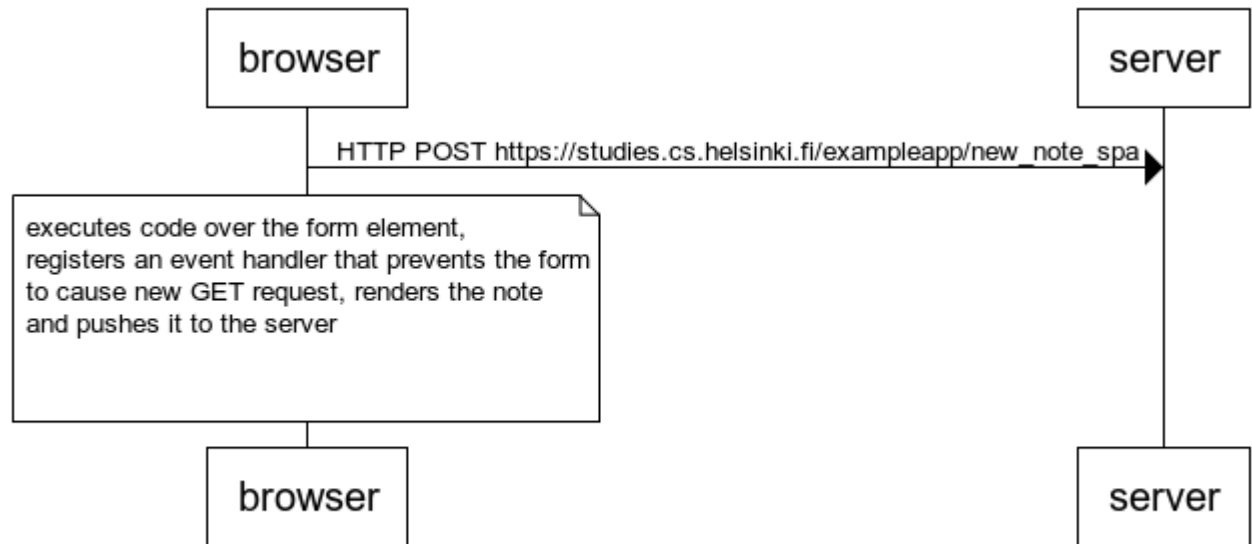 browser
server
HTTP POST https://studies.cs.helsinki.fi/exampleapp/new_note_spa
executes code over the form element,
registers an event handler that prevents the form
to cause new GET request, renders the note
and pushes it to the server
browser
server